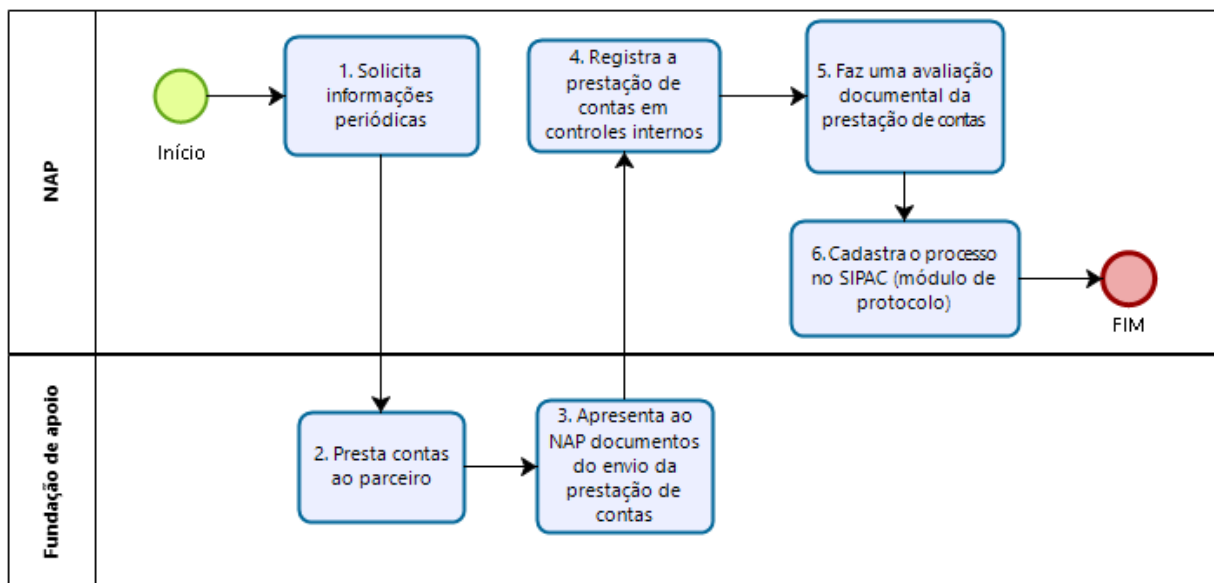 NAP
Início
1. Solicita
informações
periódicas
4. Registra a
prestação de
contas em
controles internos
5. Faz uma avaliação
documental da
prestação de contas
6. Cadastra o processo
no SIPAC (módulo de
protocolo)
FIM
Fundação de apoio
2. Presta contas
ao parceiro
3. Apresenta ao
NAP documentos
do envio da
prestação de
contas